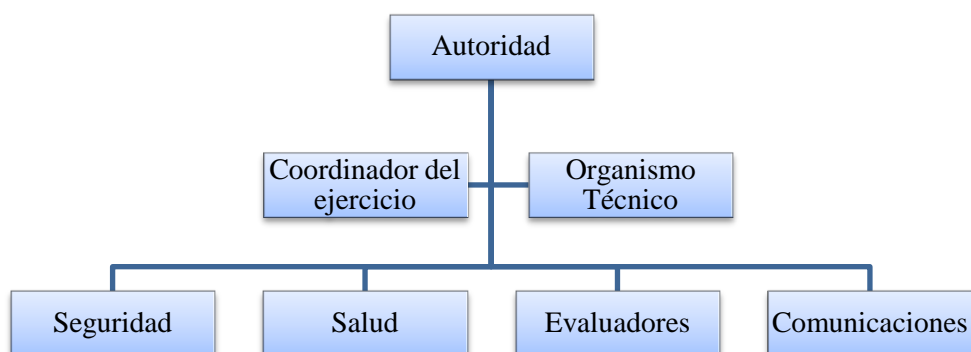 Autoridad
Coordinador del
ejercicio
Organismo
Técnico
Seguridad
Salud
Evaluadores
Comunicaciones